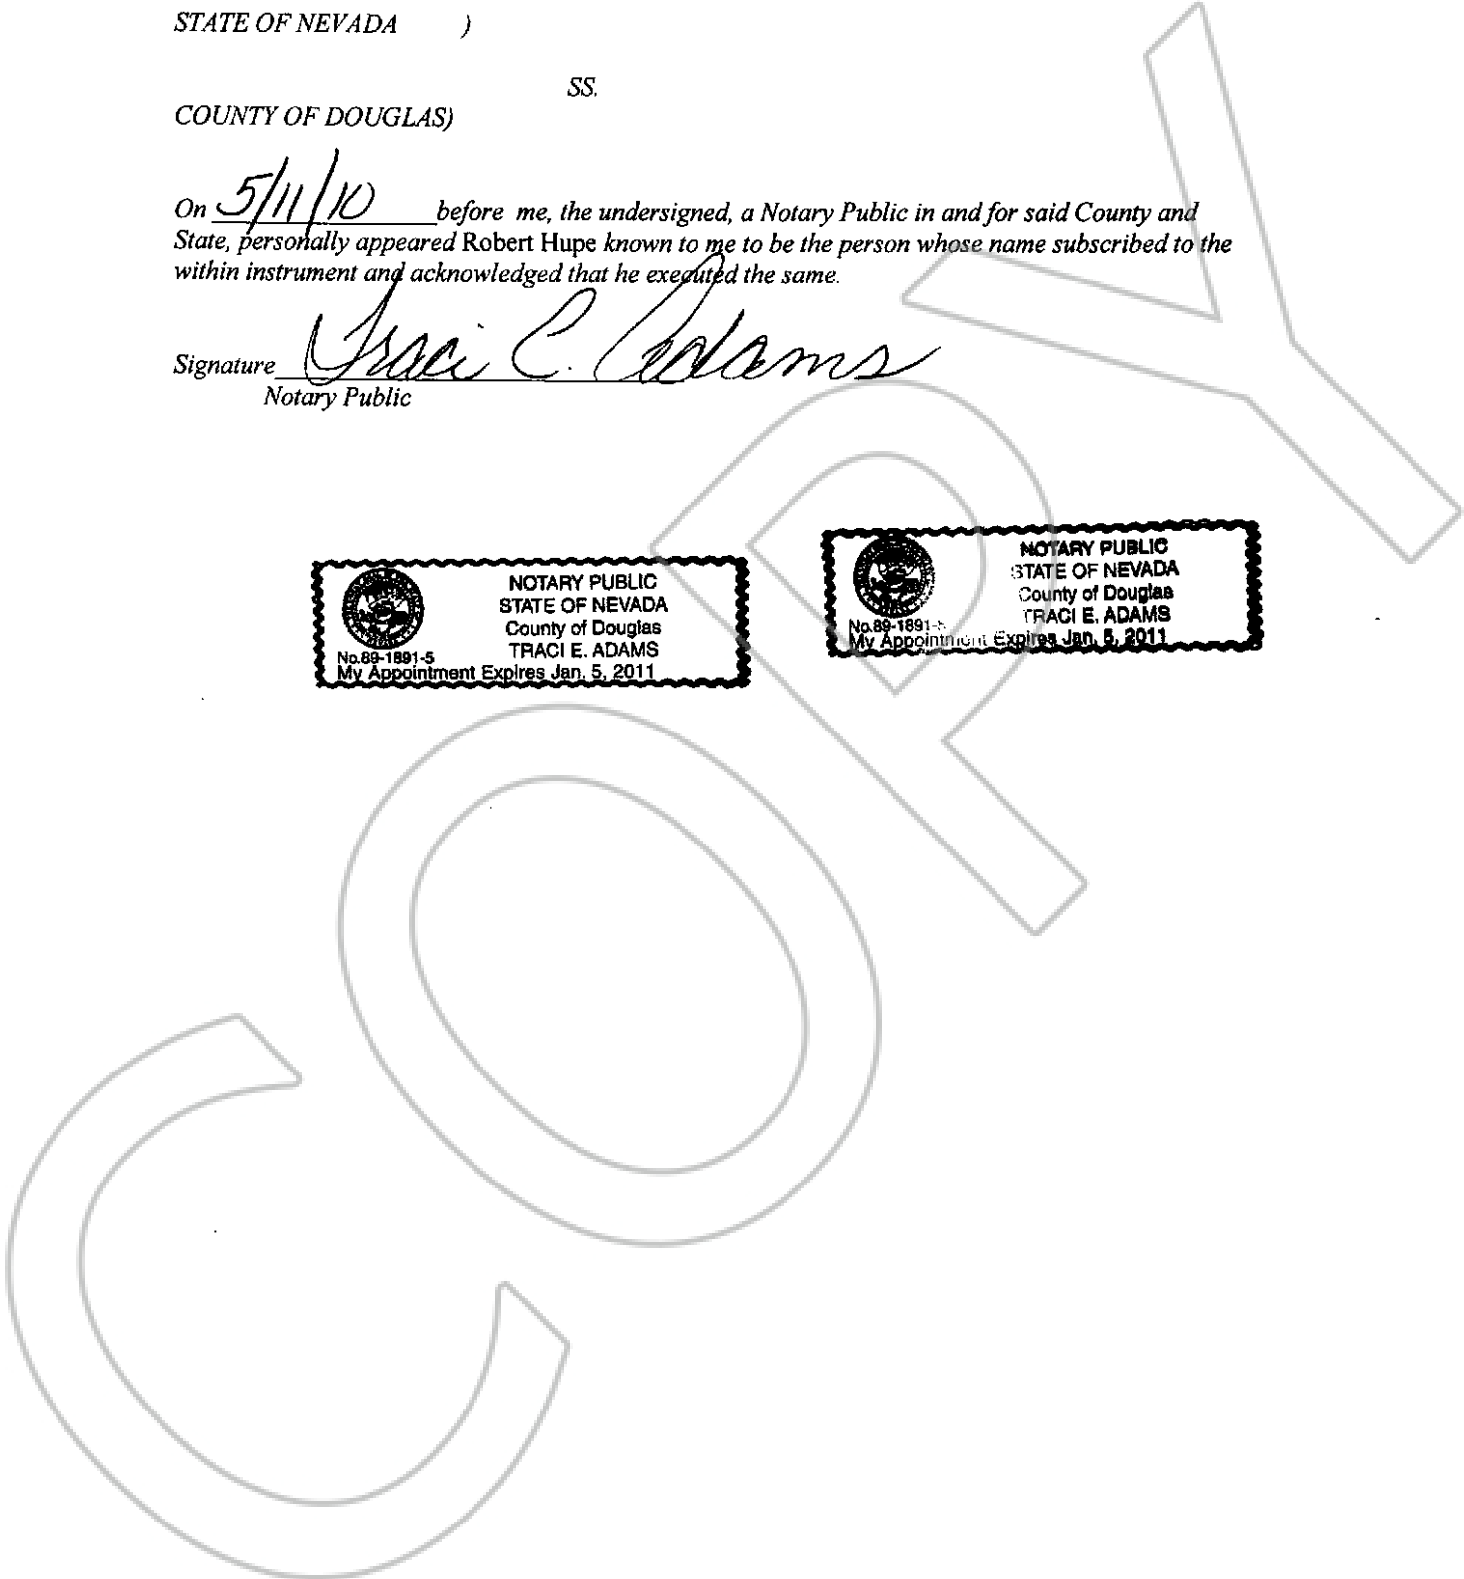 STATE OF NEVADA )
SS.
COUNTY OF DOUGLAS)
On 5/11/10 before me, the undersigned, a Notary Public in and for said County and
State, personally appeared Robert Hupe known to me to be the person whose name subscribed to the
within instrument and acknowledged that he executed the same.
Signature Traci E. Adams
Notary Public
NOTARY PUBLIC
STATE OF NEVADA
County of Douglas
TRACI E. ADAMS
No.89-1891-5
My Appointment Expires Jan. 5, 2011
NOTARY PUBLIC
STATE OF NEVADA
County of Douglas
TRACI E. ADAMS
No.89-1891-5
My Appointment Expires Jan. 5, 2011
COPY